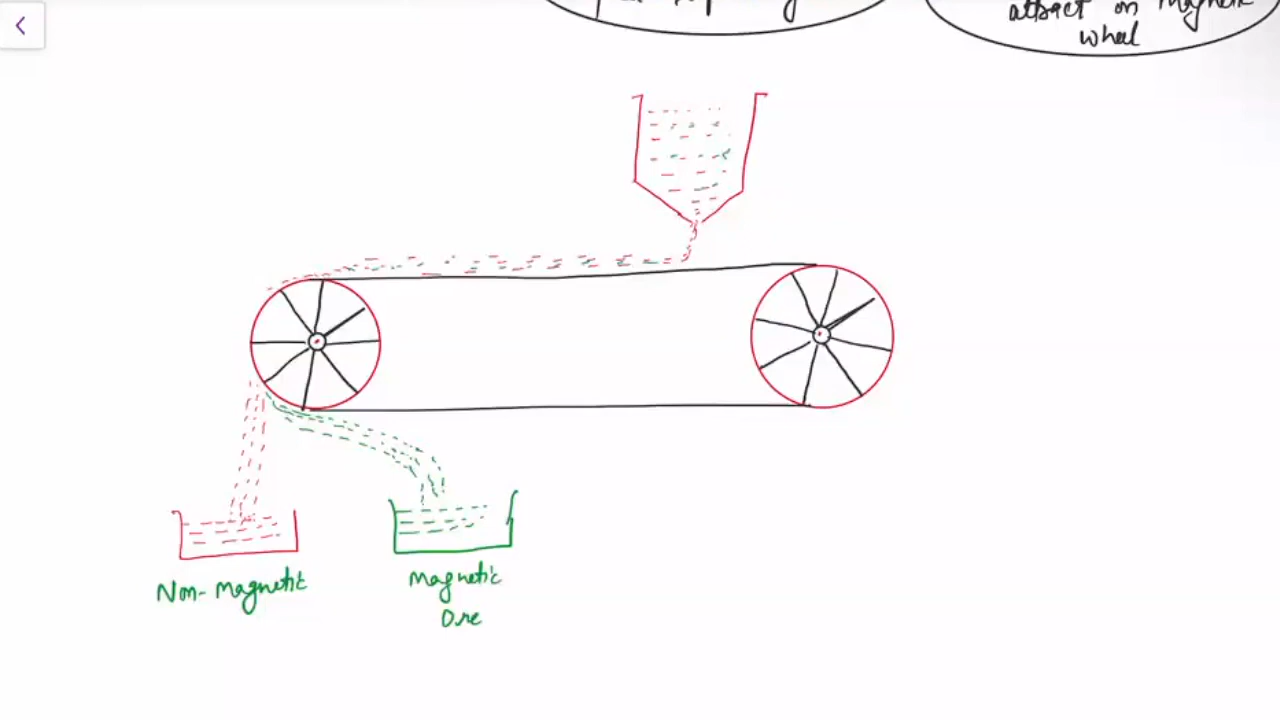 attract on magnetic
wheel
Non-magnetic
Magnetic
Ore